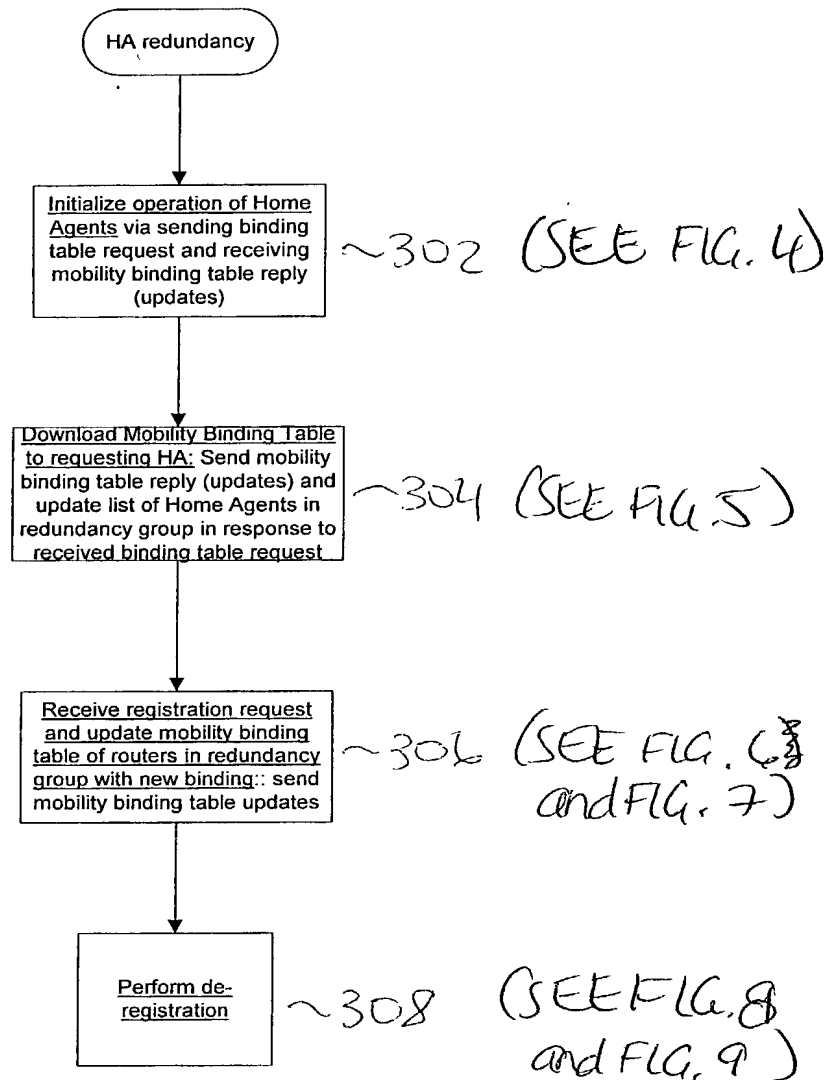 HA redundancy
Initialize operation of Home
Agents via sending binding
table request and receiving
mobility binding table reply
(updates)
~302 (SEE FIG. 4)
Download Mobility Binding Table
to requesting HA: Send mobility
binding table reply (updates) and
update list of Home Agents in
redundancy group in response to
received binding table request
~304 (SEE FIG. 5)
Receive registration request
and update mobility binding
table of routers in redundancy
group with new binding:: send
mobility binding table updates
~306 (SEE FIG. 6
and FIG. 7)
Perform de-
registration
~308 (SEE FIG. 8
and FIG. 9)